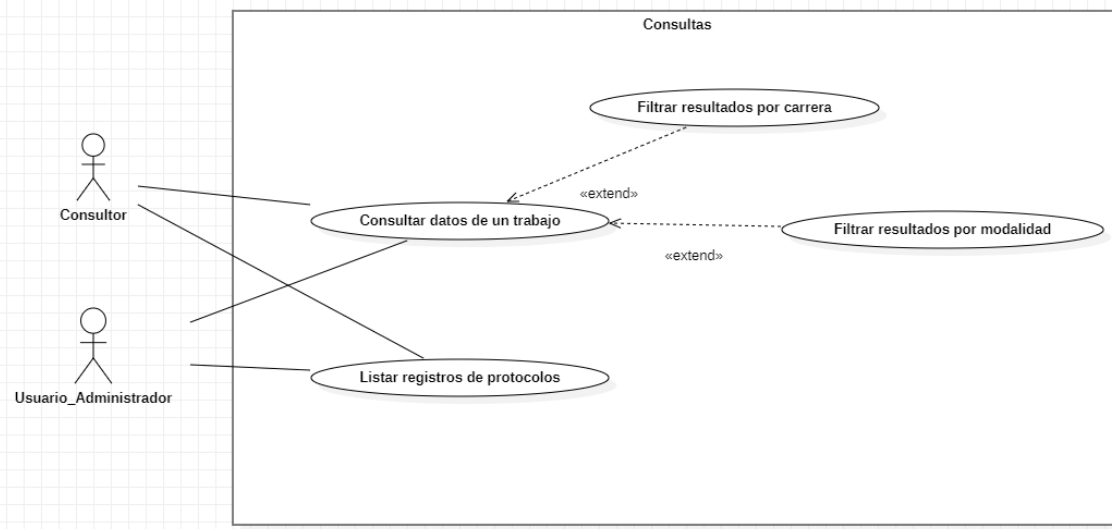 Consultas
Filtrar resultados por carrera
«extend»
Consultor
Consultar datos de un trabajo
Filtrar resultados por modalidad
«extend»
Listar registros de protocolos
Usuario_Administrador